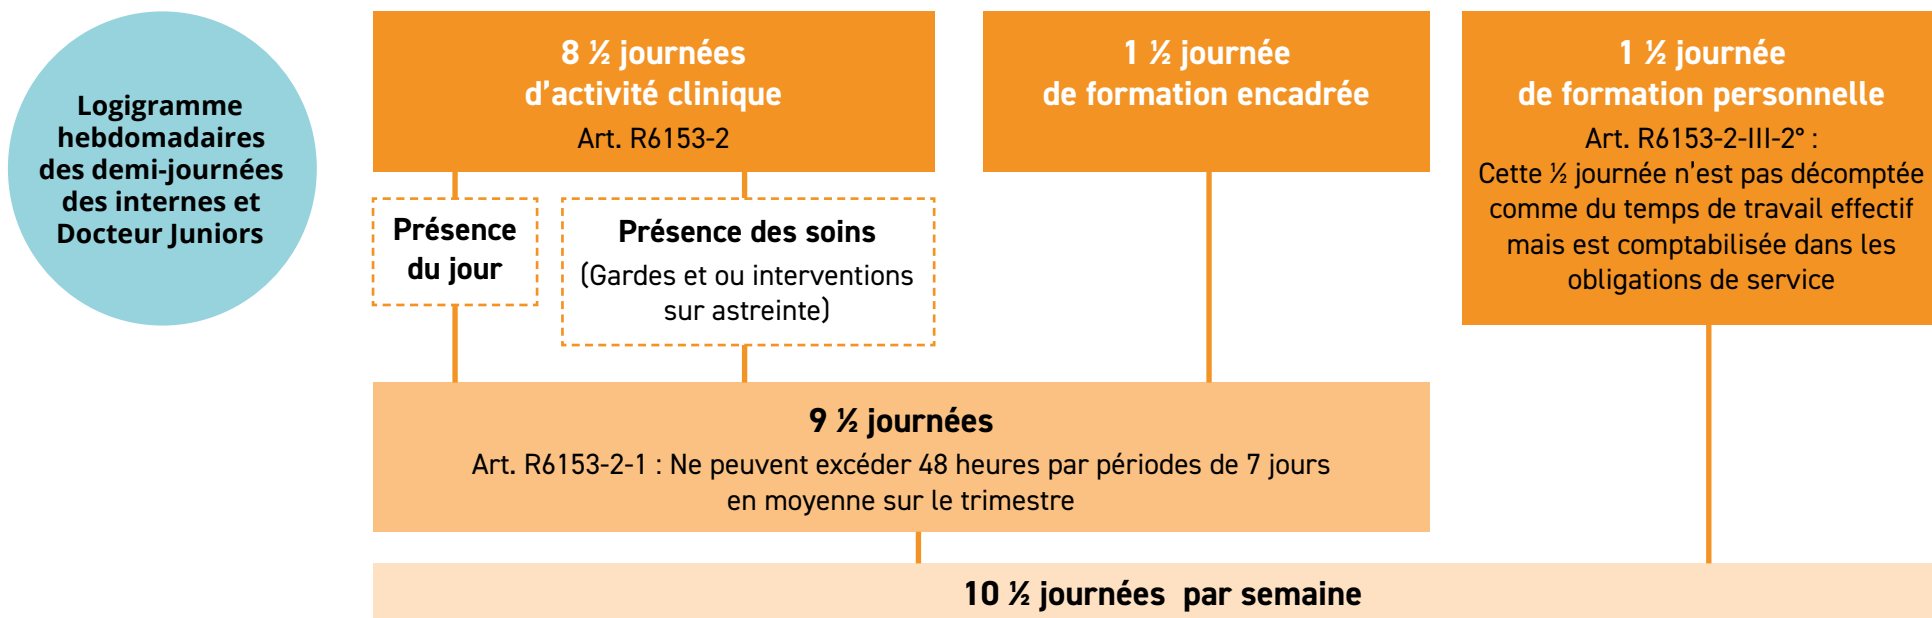 Logigramme
hebdomadaires
des demi-journées
des internes et
Docteur Juniors
8 ½ journées
d’activité clinique
Art. R6153-2
1 ½ journée
de formation encadrée
1 ½ journée
de formation personnelle
Art. R6153-2-III-2° :
Cette ½ journée n’est pas décomptée
comme du temps de travail effectif
mais est comptabilisée dans les
obligations de service
Présence
du jour
Présence des soins
(Gardes et ou interventions
sur astreinte)
9 ½ journées
Art. R6153-2-1 : Ne peuvent excéder 48 heures par périodes de 7 jours
en moyenne sur le trimestre
10 ½ journées par semaine